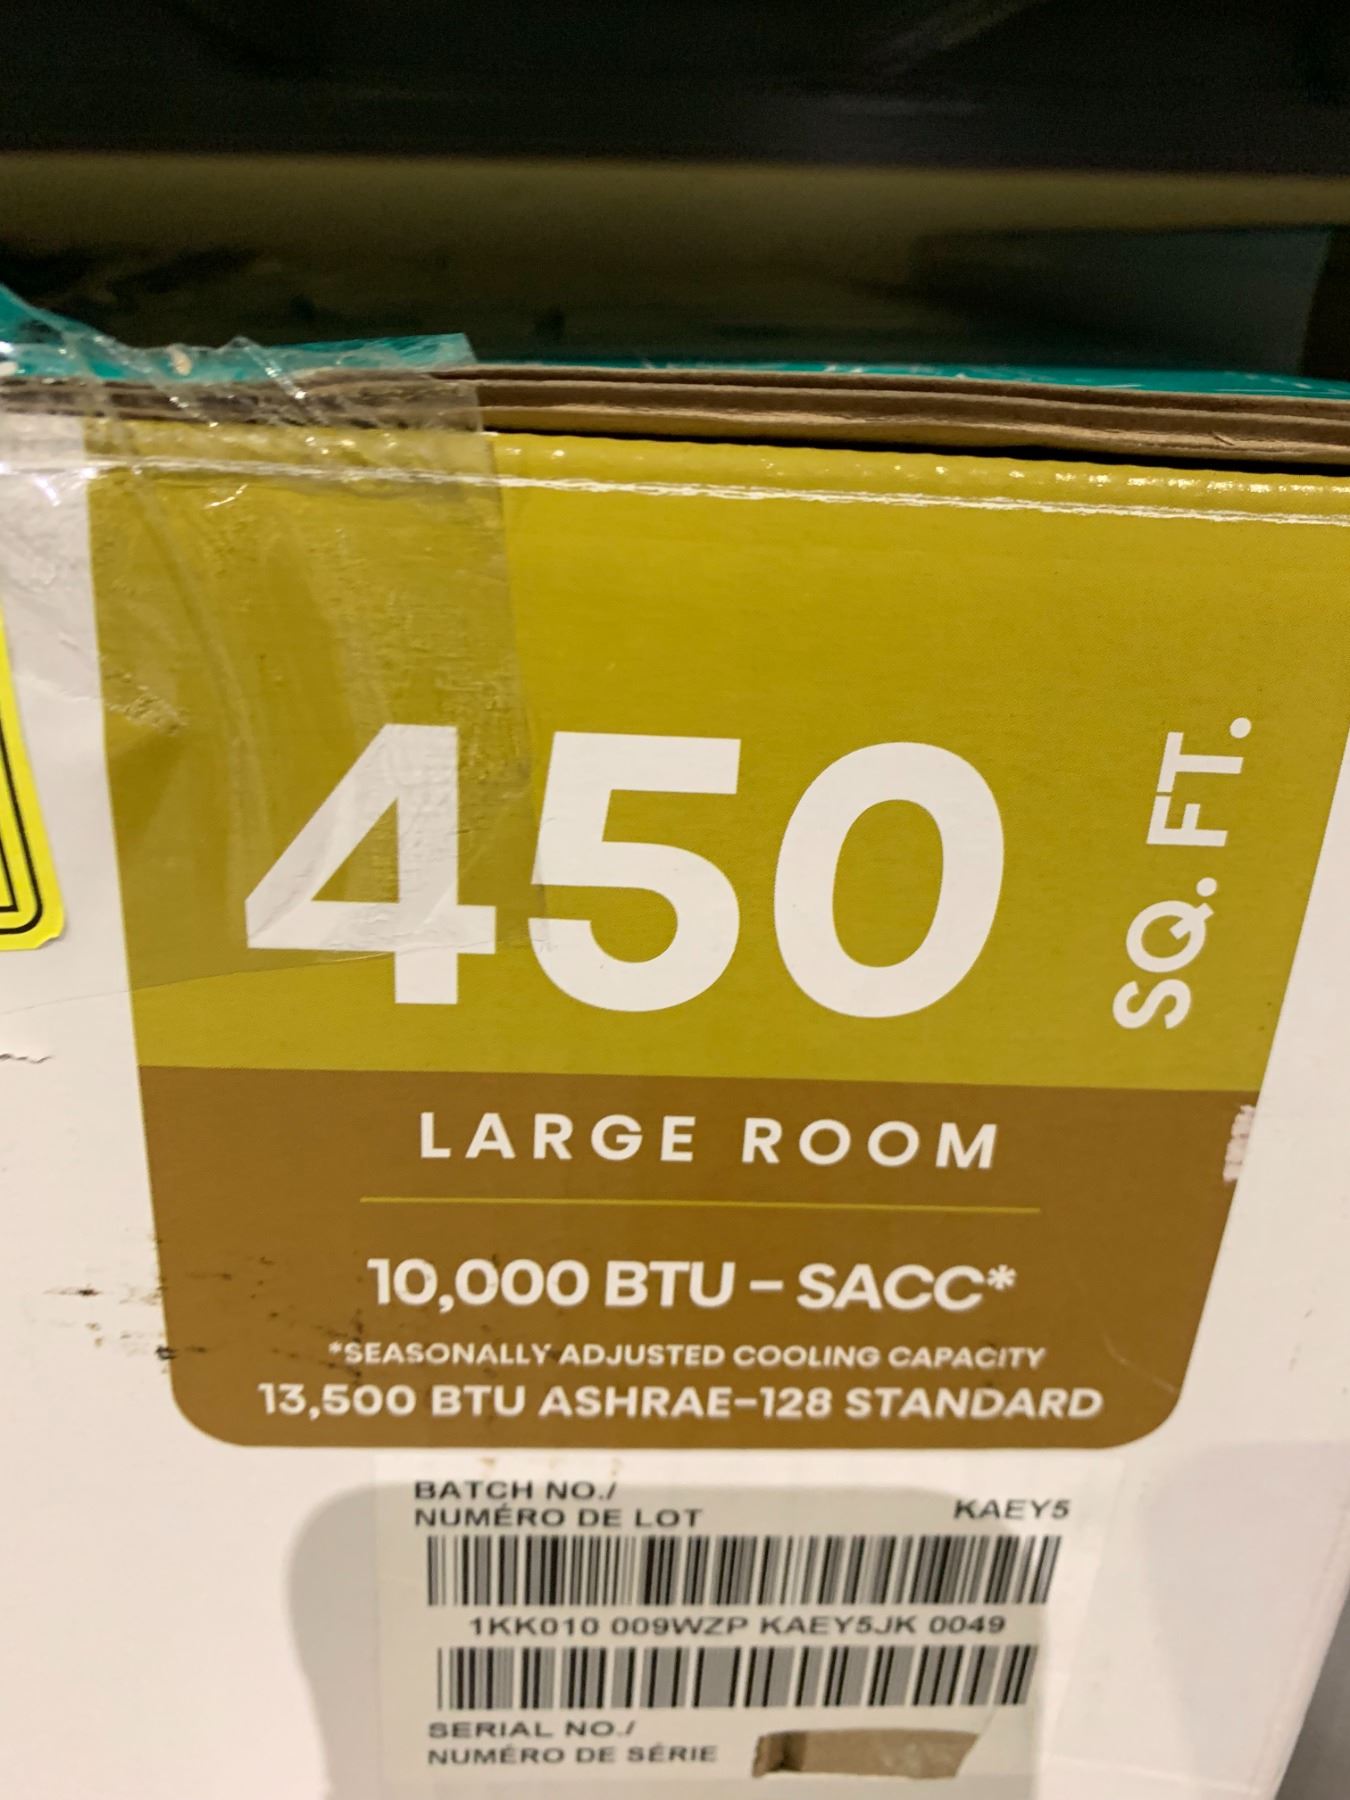 450
SQ. FT.
LARGE ROOM
10,000 BTU – SACC*
*SEASONALLY ADJUSTED COOLING CAPACITY
13,500 BTU ASHRAE-128 STANDARD
BATCH NO./
NUMÉRO DE LOT
KAEY5
1KK010 009WZP KAEY5JK 0049
SERIAL NO./
NUMÉRO DE SÉRIE